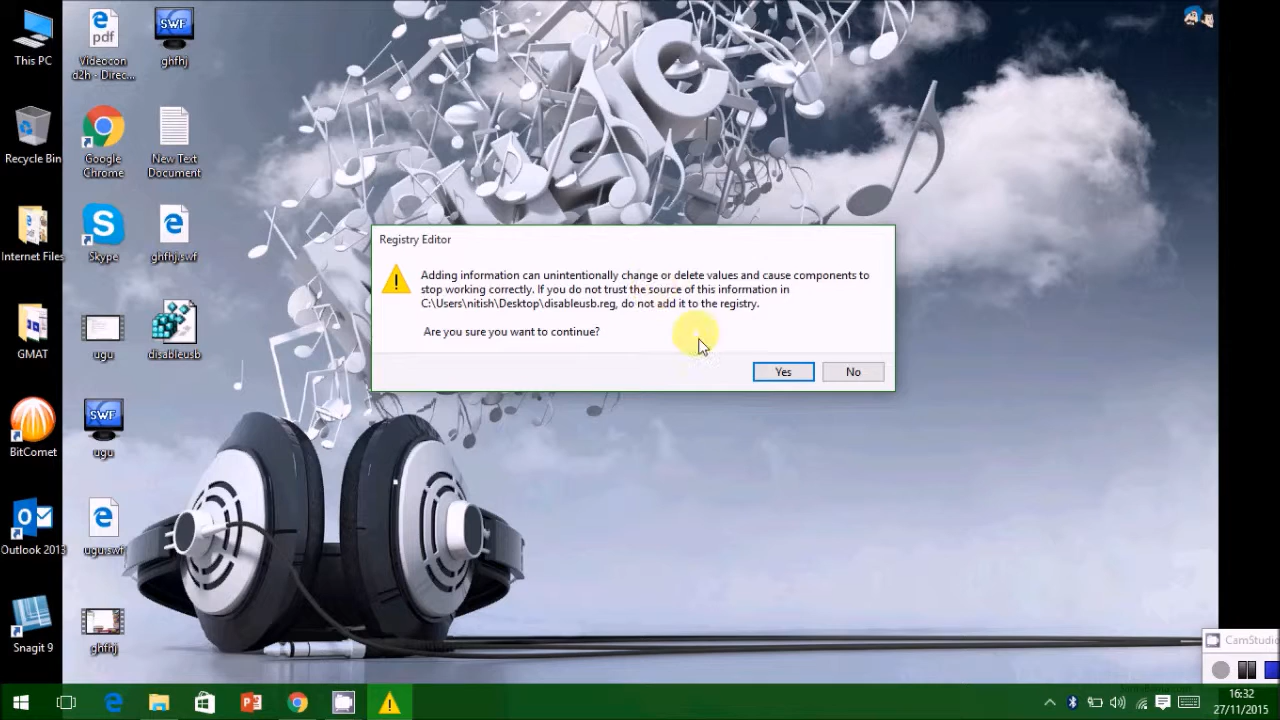 This PC
Videocon
d2h - Direc...
ghfhj
Recycle Bin
Google
Chrome
New Text
Document
Internet Files
Skype
ghfhj.swf
GMAT
ugu
disableusb
BitComet
ugu
Outlook 2013
ugu.swf
Snagit 9
ghfhj
pdf
SWF
SWF
Registry Editor
Adding information can unintentionally change or delete values and cause components to
stop working correctly. If you do not trust the source of this information in
C:\Users\nitish\Desktop\disableusb.reg, do not add it to the registry.
Are you sure you want to continue?
Yes
No
CamStudio
16:32
27/11/2015